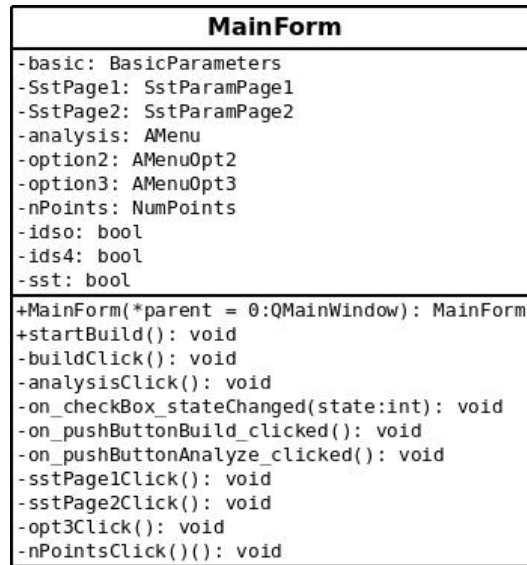 MainForm
-basic: BasicParameters
-SstPage1: SstParamPage1
-SstPage2: SstParamPage2
-analysis: AMenu
-option2: AMenuOpt2
-option3: AMenuOpt3
-nPoints: NumPoints
-idso: bool
-ids4: bool
-sst: bool
+MainForm(*parent = 0:QMainWindow): MainForm
+startBuild(): void
-buildClick(): void
-analysisClick(): void
-on_checkBox_stateChanged(state:int): void
-on_pushButtonBuild_clicked(): void
-on_pushButtonAnalyze_clicked(): void
-sstPage1Click(): void
-sstPage2Click(): void
-opt3Click(): void
-nPointsClick()(): void